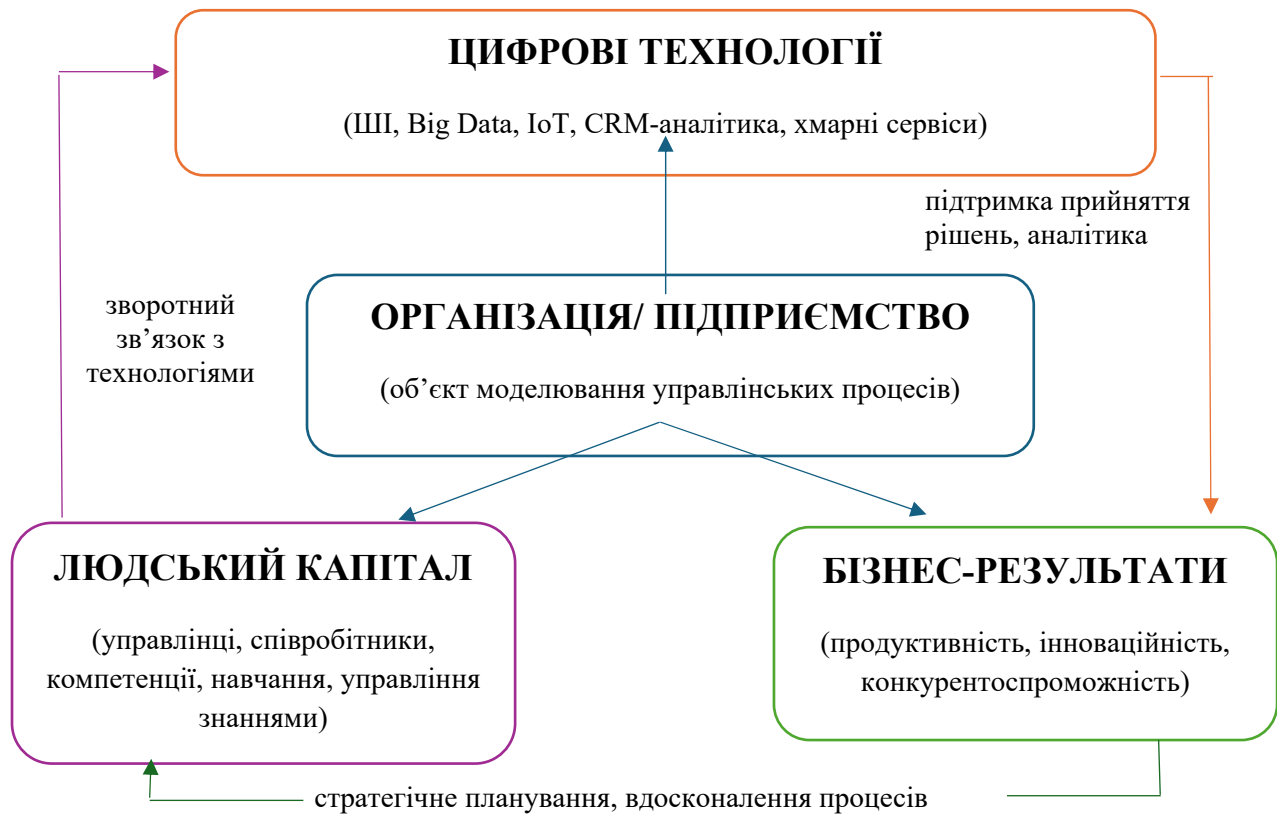 ЦИФРОВІ ТЕХНОЛОГІЇ
(ШІ, Big Data, IoT, CRM-аналітика, хмарні сервіси)
підтримка прийняття
рішень, аналітика
зворотний
зв’язок з
технологіями
ОРГАНІЗАЦІЯ/ ПІДПРИЄМСТВО
(об’єкт моделювання управлінських процесів)
ЛЮДСЬКИЙ КАПІТАЛ
(управлінці, співробітники,
компетенції, навчання, управління
знаннями)
БІЗНЕС-РЕЗУЛЬТАТИ
(продуктивність, інноваційність,
конкурентоспроможність)
стратегічне планування, вдосконалення процесів